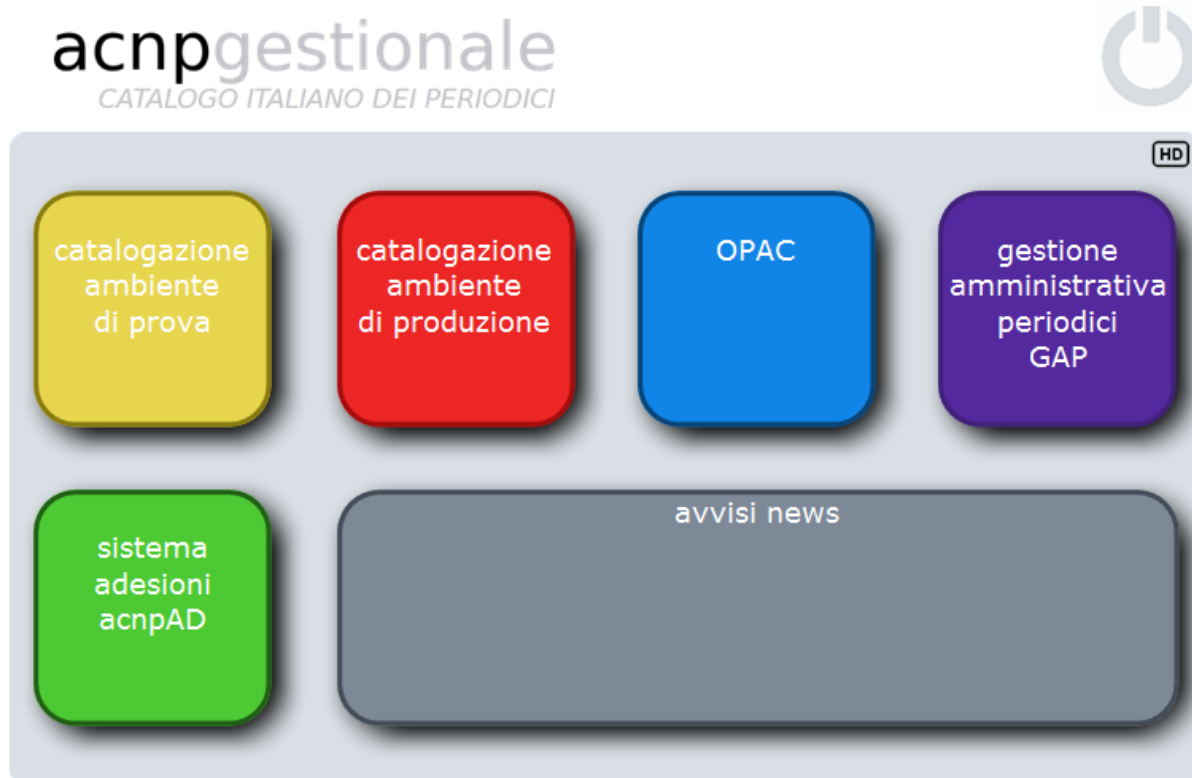 acnpgestionale
CATALOGO ITALIANO DEI PERIODICI
HD
catalogazione
ambiente
di prova
catalogazione
ambiente
di produzione
OPAC
gestione
amministrativa
periodici
GAP
sistema
adesioni
acnpAD
avvisi news